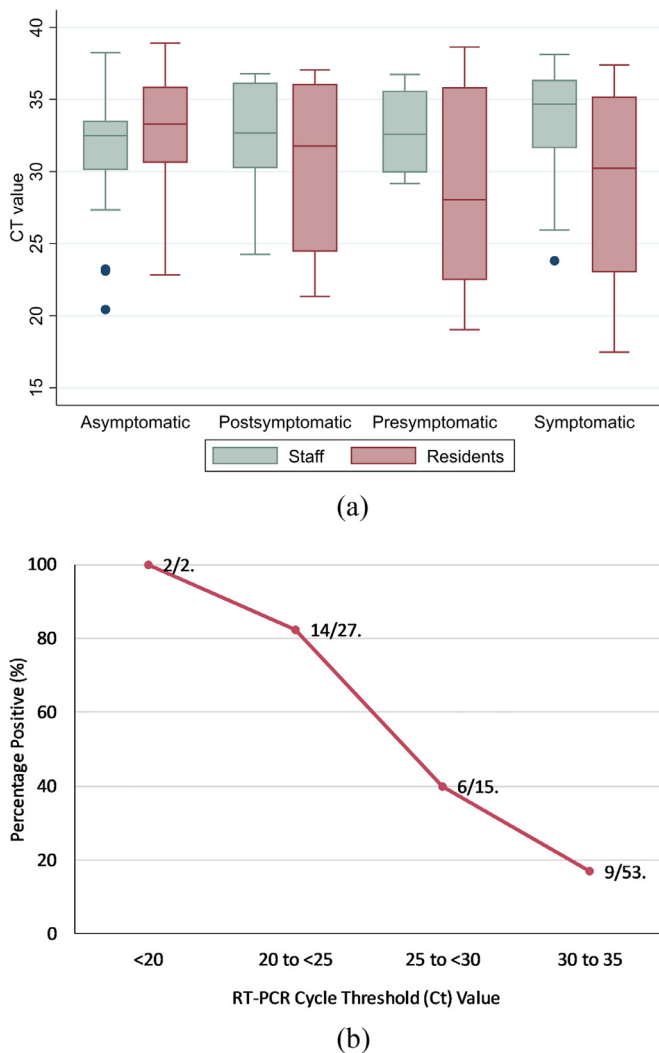 40
35
30
25
20
15
CT value
Asymptomatic Postsymptomatic Presymptomatic Symptomatic
Staff Residents
(a)
100
80
60
40
20
0
Percentage Positive (%)
2/2.
14/27.
6/15.
9/53.
<20 20 to <25 25 to <30 30 to 35
RT-PCR Cycle Threshold (Ct) Value
(b)